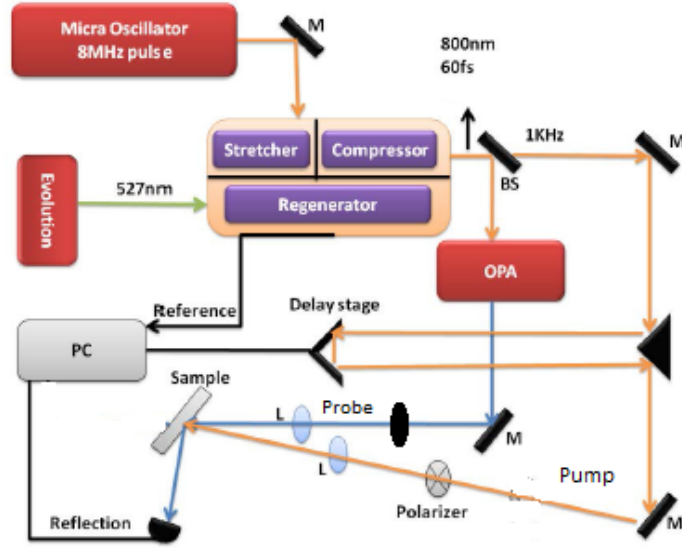 Micra Oscillator
8MHz pulse
M
800nm
60fs
Stretcher
Compressor
1KHz
M
BS
Evolution
527nm
Regenerator
OPA
Reference
Delay stage
PC
Sample
L
Probe
M
L
Pump
Polarizer
M
Reflection